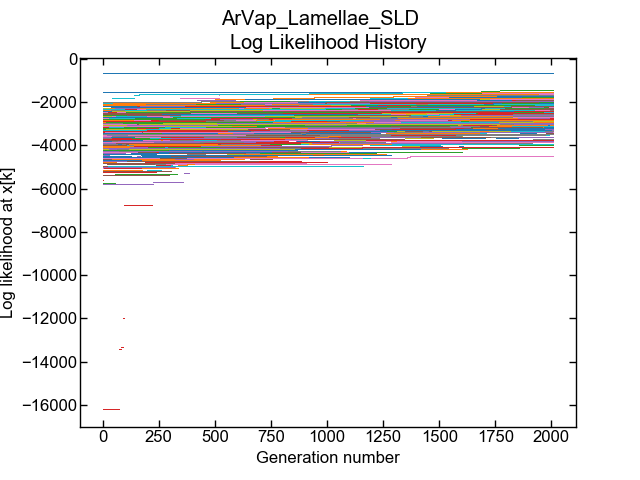 ArVap_Lamellae_SLD
Log Likelihood History
Log likelihood at x[k]
0
−2000
−4000
−6000
−8000
−10000
−12000
−14000
−16000
0 250 500 750 1000 1250 1500 1750 2000
Generation number